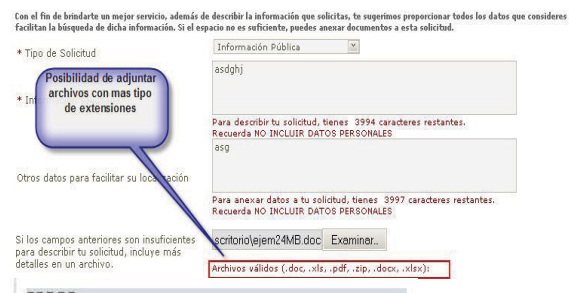 Con el fin de brindarte un mejor servicio, además de describir la información que solicitas, te sugerimos proporcionar todos los datos que consideres
facilitan la búsqueda de dicha información. Si el espacio no es suficiente, puedes anexar documentos a esta solicitud.
* Tipo de Solicitud
Información Pública
Posibilidad de adjuntar
archivos con mas tipo
de extensiones
asdghj
* In
Para describir tu solicitud, tienes 3994 caracteres restantes.
Recuerda NO INCLUIR DATOS PERSONALES
asg
Otros datos para facilitar su localización
Para anexar datos a tu solicitud, tienes 3997 caracteres restantes.
Recuerda NO INCLUIR DATOS PERSONALES
Si los campos anteriores son insuficientes
para describir tu solicitud, incluye más
detalles en un archivo.
scritorio\ejem24MB.doc
Examinar..
Archivos válidos (.doc, .xls, .pdf, .zip, .docx, .xlsx):